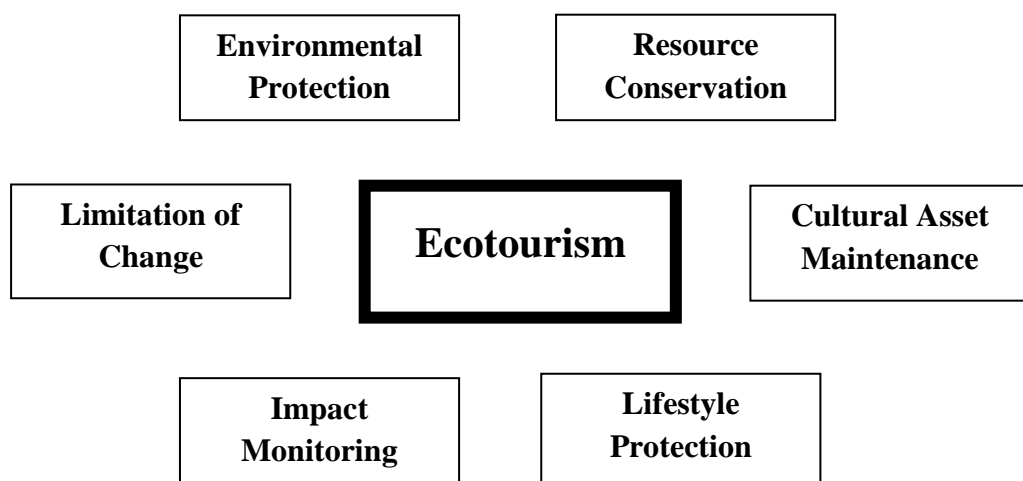 Environmental
Protection
Resource
Conservation
Limitation of
Change
Ecotourism
Cultural Asset
Maintenance
Impact
Monitoring
Lifestyle
Protection